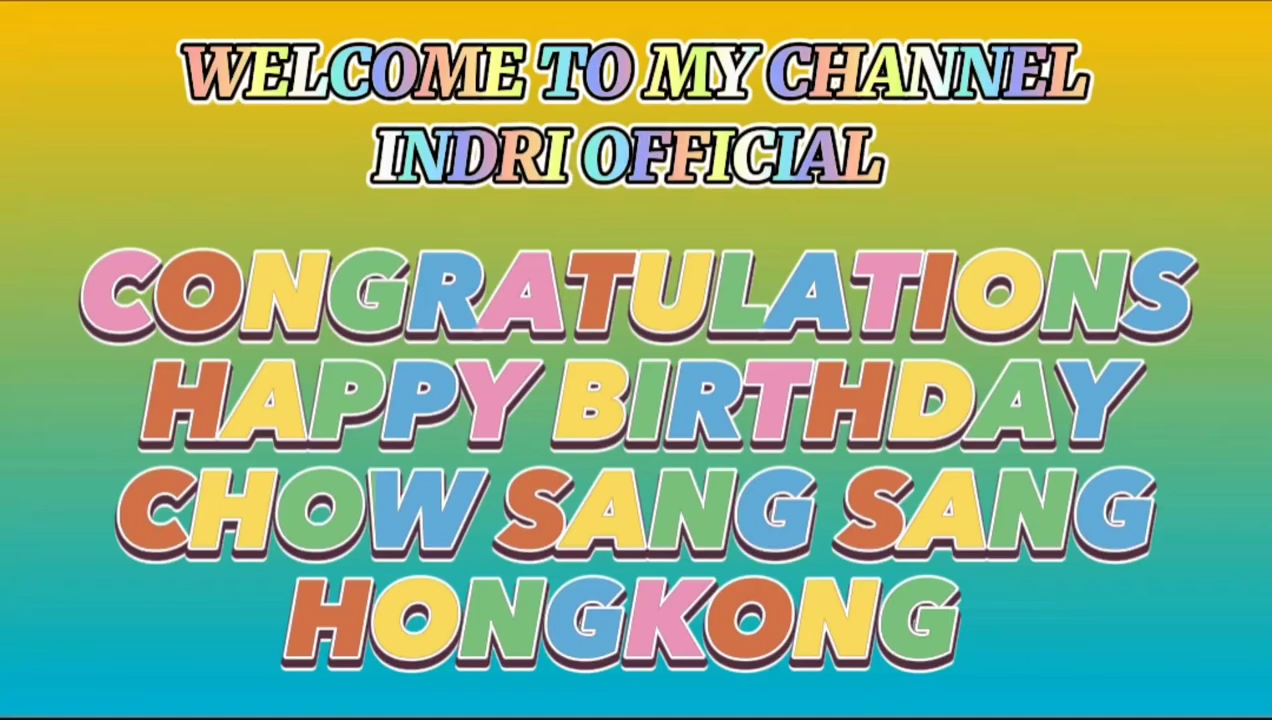 WELCOME TO MY CHANNEL
INDRI OFFICIAL
CONGRATULATIONS
HAPPY BIRTHDAY
CHOW SANG SANG
HONGKONG